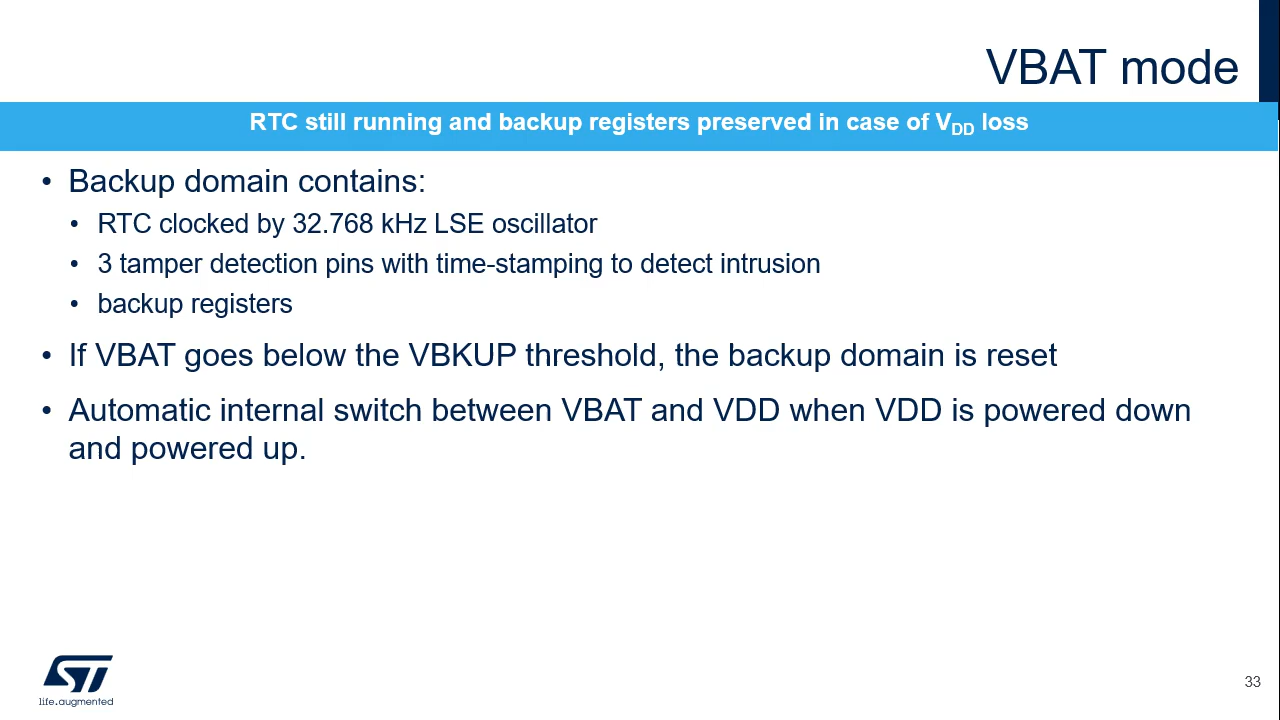 VBAT mode
RTC still running and backup registers preserved in case of VDD loss
• Backup domain contains:
• RTC clocked by 32.768 kHz LSE oscillator
• 3 tamper detection pins with time-stamping to detect intrusion
• backup registers
• If VBAT goes below the VBKUP threshold, the backup domain is reset
• Automatic internal switch between VBAT and VDD when VDD is powered down
and powered up.
ST
life.augmented
33